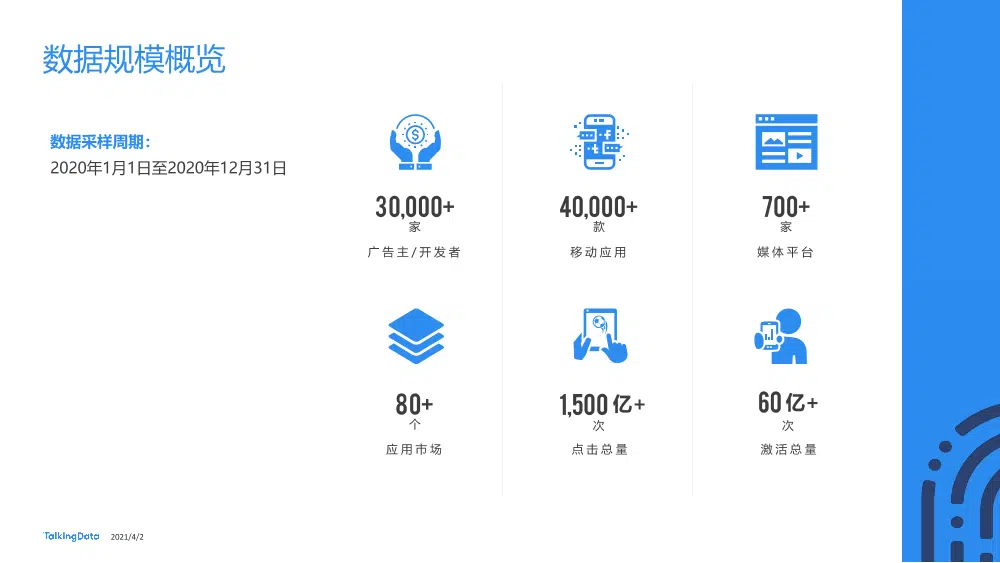 数据规模概览
数据采样周期：
2020年1月1日至2020年12月31日
30,000+
家
广告主/开发者
40,000+
款
移动应用
700+
家
媒体平台
80+
个
应用市场
1,500亿+
次
点击总量
60亿+
次
激活总量
TalkingData 2021/4/2